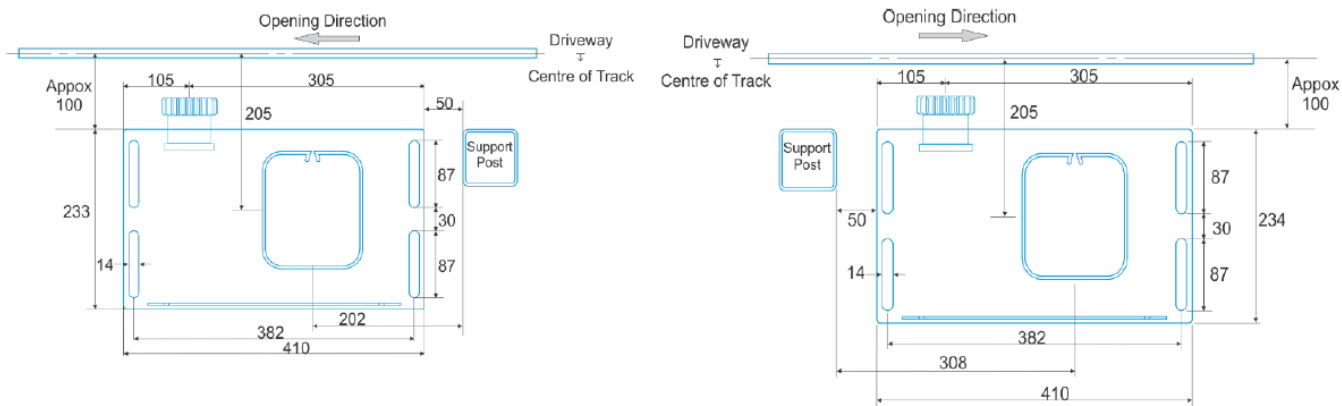 Opening Direction
Driveway
Centre of Track
Appox
100
105
305
205
50
Support
Post
87
30
87
233
14
202
382
410
Opening Direction
Driveway
Centre of Track
Appox
100
105
305
205
Support
Post
50
87
30
87
234
14
382
308
410